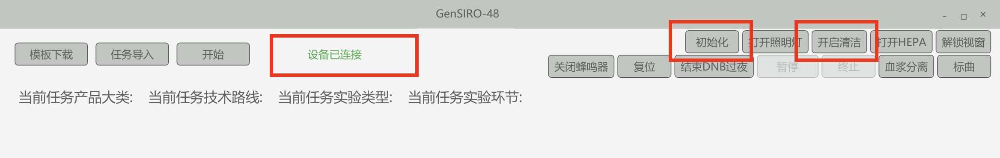 GenSIRO-48
初始化 打开照明灯 开启清洁 打开HEPA 解锁视窗
模板下载 任务导入 开始 设备已连接
关闭蜂鸣器 复位 结束DNB过夜 暂停 终止 血浆分离 标曲
当前任务产品大类: 当前任务技术路线: 当前任务实验类型: 当前任务实验环节: